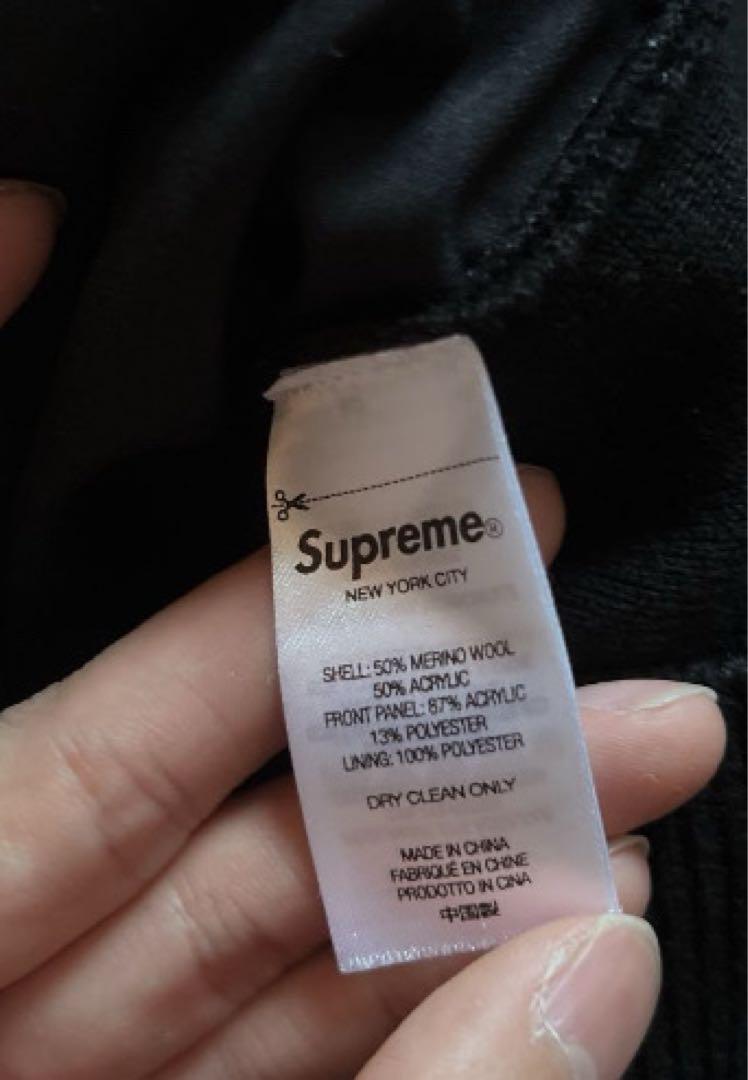 Supreme®
NEW YORK CITY
SHELL: 50% MERINO WOOL
50% ACRYLIC
FRONT PANEL: 87% ACRYLIC
13% POLYESTER
LINING: 100% POLYESTER
DRY CLEAN ONLY
MADE IN CHINA
FABRIQUÉ EN CHINE
PRODOTTO IN CINA
中国製